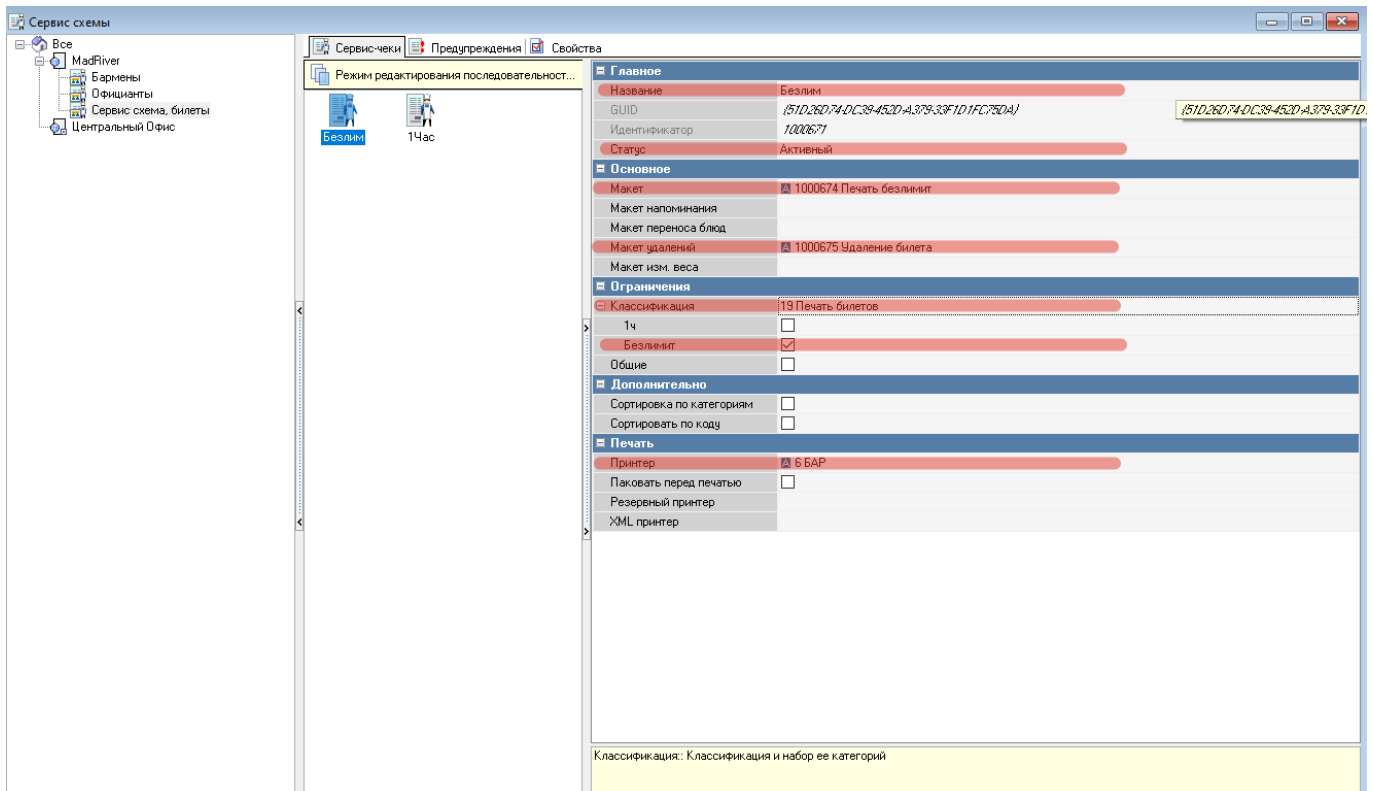 Сервис схемы
Все
MadRiver
Бармены
Официанты
Сервис схема, билеты
Центральный Офис
Сервис-чеки Предупреждения Свойства
Режим редактирования последовательност...
Безлим 1Час
Главное
Название Безлим
GUID {51D26D74-DC39-452D-A379-33F1D1FC75DA}
{51D26D74-DC39-452D-A379-33F1D
Идентификатор 1000671
Статус Активный
Основное
Макет A 1000674 Печать безлимит
Макет напоминания
Макет переноса блюд
Макет удалений A 1000675 Удаление билета
Макет изм. веса
Ограничения
Классификация 19 Печать билетов
1ч
Безлимит
Общие
Дополнительно
Сортировка по категориям
Сортировать по коду
Печать
Принтер A 6 БАР
Паковать перед печатью
Резервный принтер
XML принтер
Классификация:: Классификация и набор ее категорий